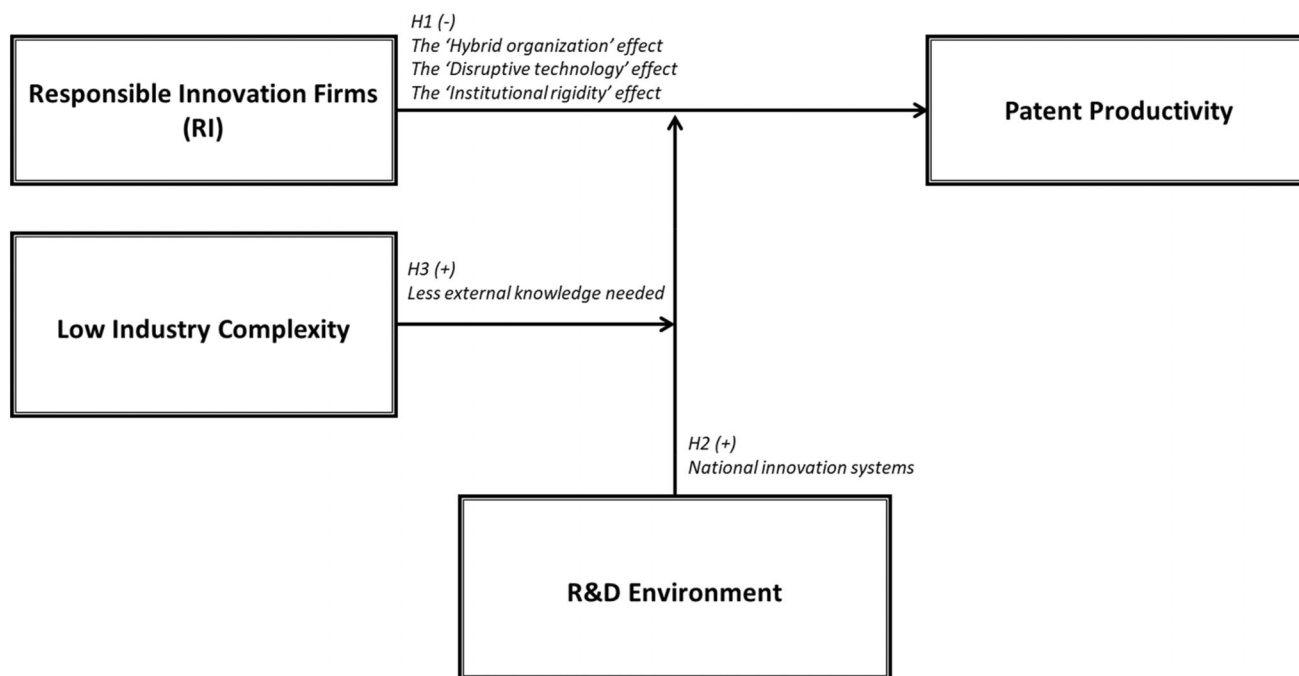 H1 (-)
The ‘Hybrid organization’ effect
The ‘Disruptive technology’ effect
The ‘Institutional rigidity’ effect
Responsible Innovation Firms
(RI)
Patent Productivity
H3 (+)
Less external knowledge needed
Low Industry Complexity
H2 (+)
National innovation systems
R&D Environment